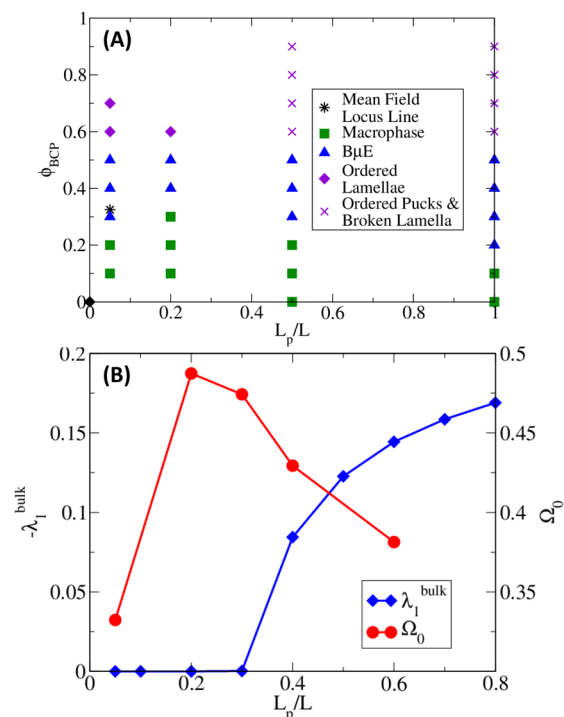 (A)
1
0.8
0.6
0.4
0.2
0
ϕ_BCP
Mean Field
Locus Line
Macrophase
BμE
Ordered
Lamellae
Ordered Pucks &
Broken Lamella
0 0.2 0.4 0.6 0.8 1
L_p/L
(B)
0.2
0.15
0.1
0.05
0
-λ_1^bulk
0.5
0.45
0.4
0.35
Ω_0
λ_1^bulk
Ω_0
0 0.2 0.4 0.6 0.8
L_p/L